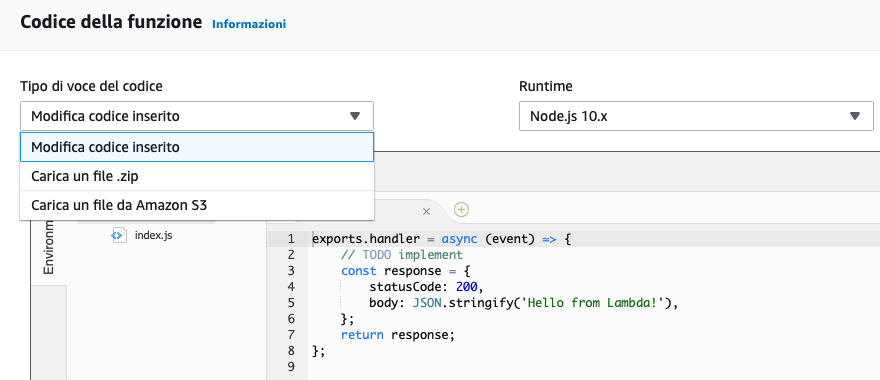 Codice della funzione Informazioni
Tipo di voce del codice
Modifica codice inserito
Modifica codice inserito
Carica un file .zip
Carica un file da Amazon S3
Runtime
Node.js 10.x
index.js
1 exports.handler = async (event) => {
2 // TODO implement
3 const response = {
4 statusCode: 200,
5 body: JSON.stringify('Hello from Lambda!'),
6 };
7 return response;
8 };
9